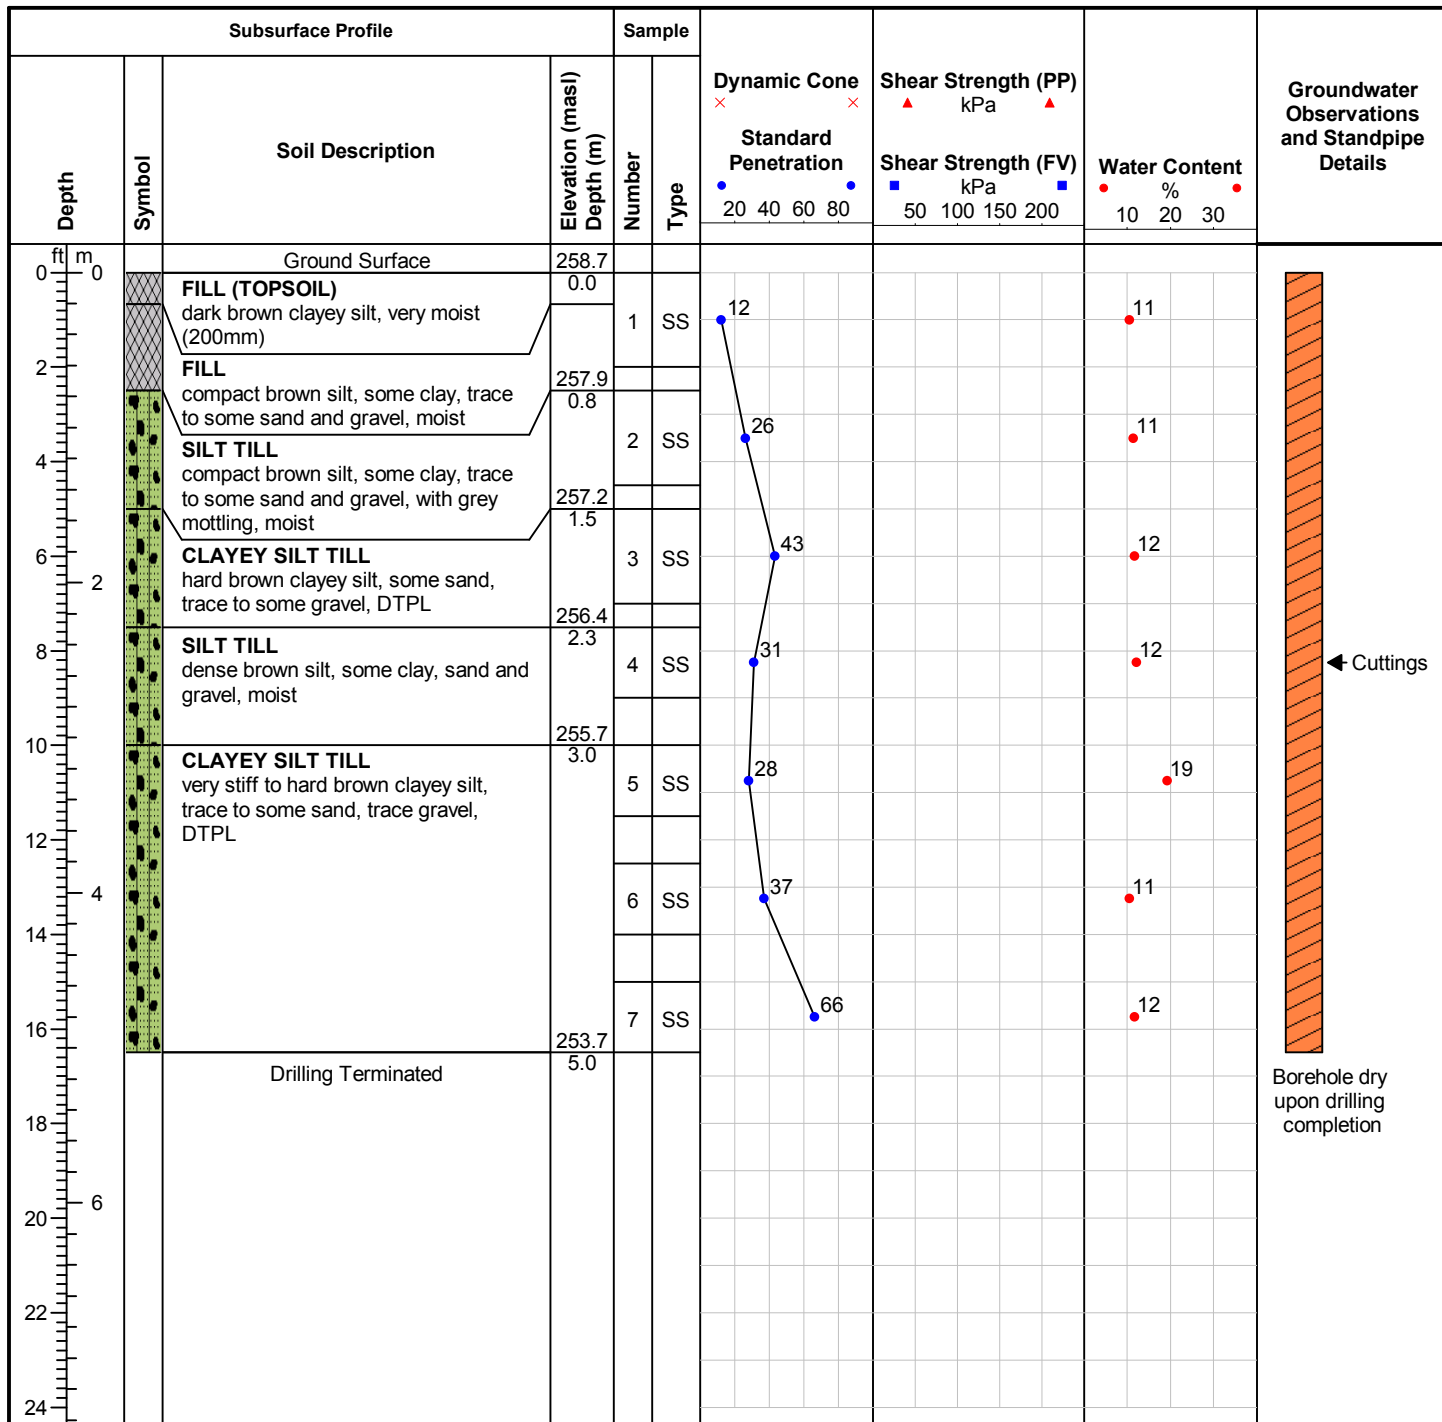 Subsurface Profile
Sample
Depth
Symbol
Soil Description
Elevation (masl)
Depth (m)
Number
Type
Dynamic Cone
Standard
Penetration
20 40 60 80
Shear Strength (PP)
kPa
Shear Strength (FV)
kPa
50 100 150 200
Water Content
%
10 20 30
Groundwater
Observations
and Standpipe
Details
ft m
0 0
Ground Surface
258.7
0.0
FILL (TOPSOIL)
dark brown clayey silt, very moist
(200mm)
1 SS
12
11
2
FILL
compact brown silt, some clay, trace
to some sand and gravel, moist
257.9
0.8
2 SS
26
11
4
SILT TILL
compact brown silt, some clay, trace
to some sand and gravel, with grey
mottling, moist
257.2
1.5
6
2
CLAYEY SILT TILL
hard brown clayey silt, some sand,
trace to some gravel, DTPL
3 SS
43
12
256.4
2.3
8
SILT TILL
dense brown silt, some clay, sand and
gravel, moist
4 SS
31
12
Cuttings
255.7
3.0
10
CLAYEY SILT TILL
very stiff to hard brown clayey silt,
trace to some sand, trace gravel,
DTPL
5 SS
28
19
12
4
6 SS
37
11
14
7 SS
66
12
16
253.7
5.0
Drilling Terminated
Borehole dry
upon drilling
completion
18
6
20
22
24